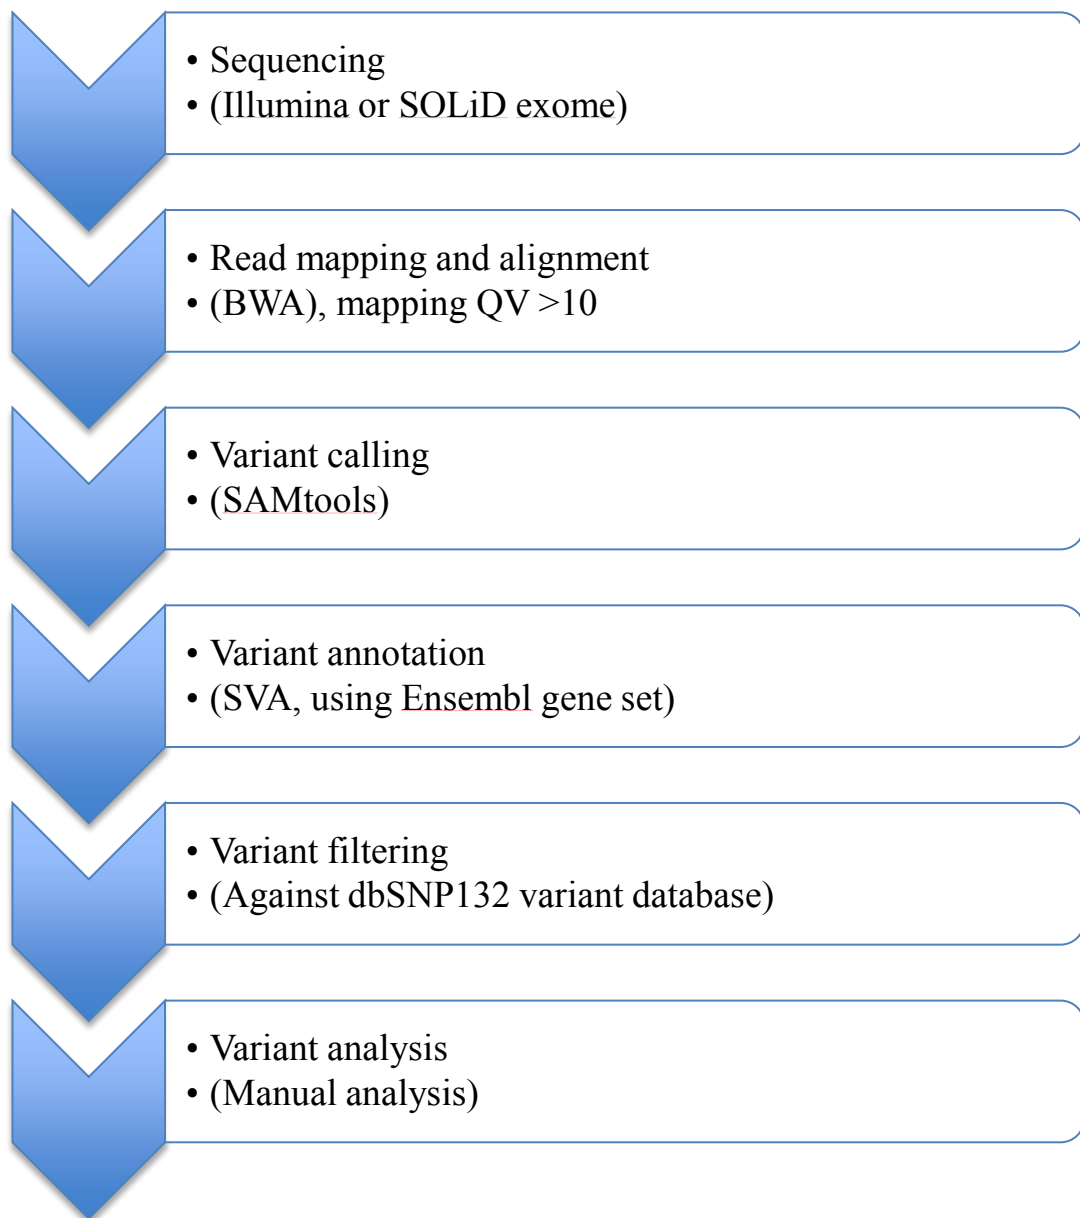 • Sequencing
• (Illumina or SOLiD exome)
• Read mapping and alignment
• (BWA), mapping QV >10
• Variant calling
• (SAMtools)
• Variant annotation
• (SVA, using Ensembl gene set)
• Variant filtering
• (Against dbSNP132 variant database)
• Variant analysis
• (Manual analysis)